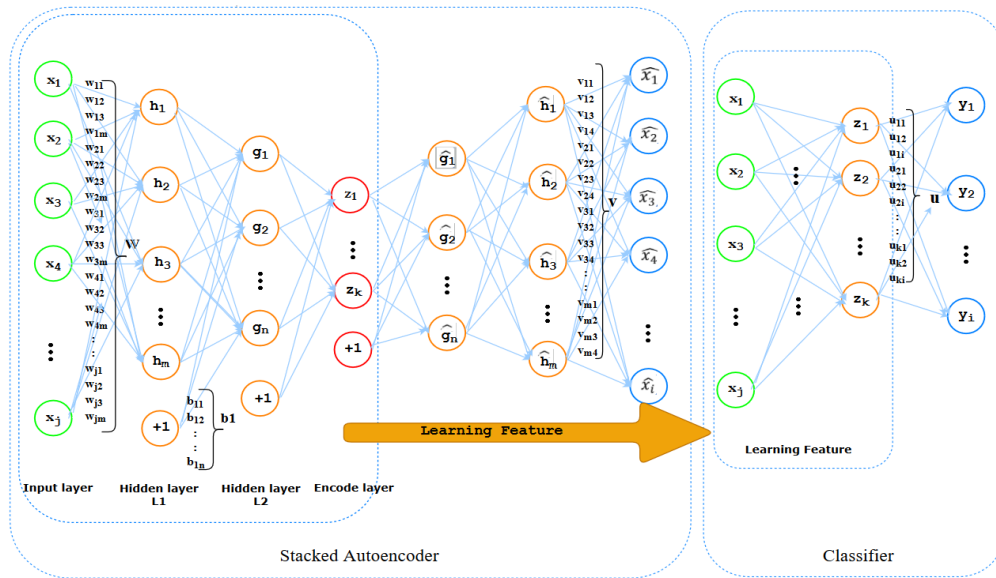 x1
x2
x3
x4
⋮
xj
Input layer
w11
w12
w13
w1m
w21
w22
w23
w2m
w31
w32
w33
w3m
w41
w42
w43
w4m
:
:
wj1
wj2
wj3
wjm
W
h1
h2
h3
⋮
hm
+1
Hidden layer
L1
b11
b12
:
:
b1n
b1
g1
g2
⋮
gn
+1
Hidden layer
L2
z1
⋮
zk
+1
Encode layer
ĝ1
ĝ2
⋮
ĝn
ĥ1
ĥ2
ĥ3
⋮
ĥm
v11
v12
v13
v14
v21
v22
v23
v24
v31
v32
v33
v34
:
vm1
vm2
vm3
vm4
v
x̂1
x̂2
x̂3
x̂4
⋮
x̂i
Learning Feature
Stacked Autoencoder
x1
x2
x3
⋮
xj
⋮
⋮
z1
z2
⋮
zk
Learning Feature
u11
u12
u1i
u21
u22
u2i
:
uk1
uk2
uki
u
y1
y2
⋮
yi
Classifier